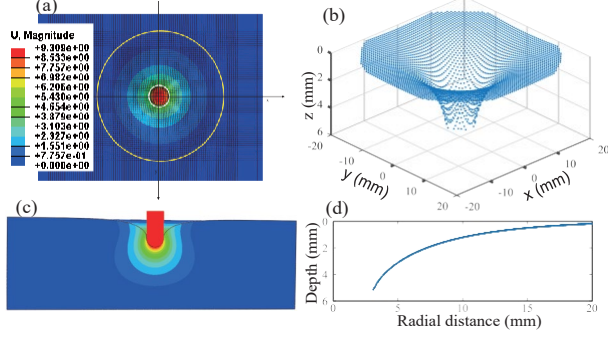 (a)
U, Magnitude
+9.309e+00
+8.533e+00
+7.757e+00
+6.982e+00
+6.206e+00
+5.430e+00
+4.654e+00
+3.879e+00
+3.103e+00
+2.327e+00
+1.551e+00
+7.757e-01
+0.000e+00
(b)
0
2
4
6
z (mm)
-20
-10
0
10
20
y (mm)
-20
-10
0
10
20
x (mm)
(c)
(d)
0
2
4
6
Depth (mm)
0
5
10
15
20
Radial distance (mm)